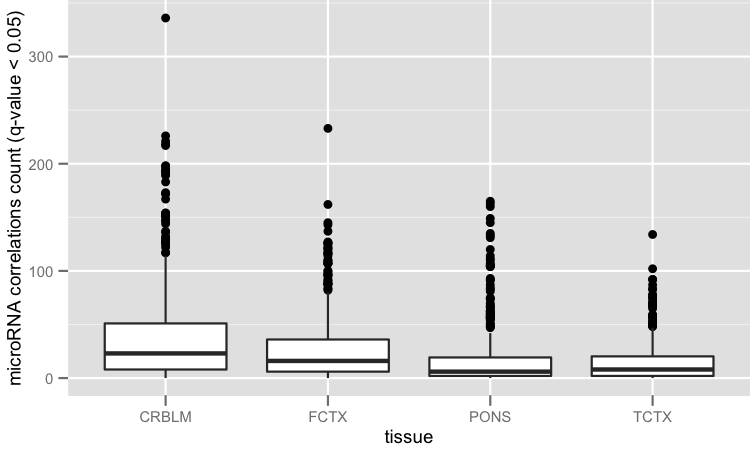 microRNA correlations count (q-value < 0.05)
300
200
100
0
CRBLM FCTX PONS TCTX
tissue